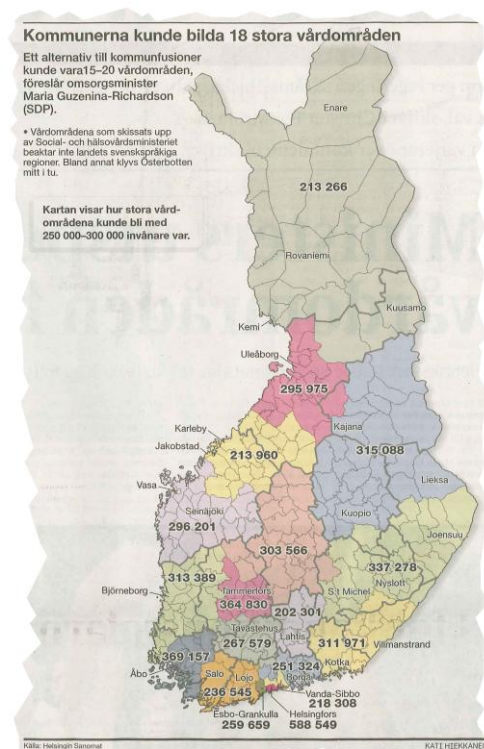 Kommunerna kunde bilda 18 stora vårdområden
Ett alternativ till kommunfusioner
kunde vara15–20 vårdområden,
föreslår omsorgsminister
Maria Guzenina-Richardson
(SDP).
• Vårdområdena som skissats upp
av Social- och hälsovårdsministeriet
beaktar inte landets svenskspråkiga
regioner. Bland annat klyvs Österbotten
mitt i tu.
Kartan visar hur stora vård-
områdena kunde bli med
250 000–300 000 invånare var.
Enare
213 266
Rovaniemi
Kuusamo
Kemi
Uleåborg
295 975
Kajana
Karleby
Jakobstad
213 960
315 088
Lieksa
Vasa
Seinäjoki
296 201
Kuopio
Joensuu
303 566
313 389
337 278
Nyslott
S:t Michel
Björneborg
Tammerfors
364 830
202 301
Tavastehus
267 579
Lahtis
311 971
Villmanstrand
369 157
Åbo
Salo
Lojo
236 545
251 324
Borgå
Kotka
Vanda-Sibbo
218 308
Esbo-Grankulla
259 659
Helsingfors
588 549
Källa: Helsingin Sanomat
KATI HIEKKANEN